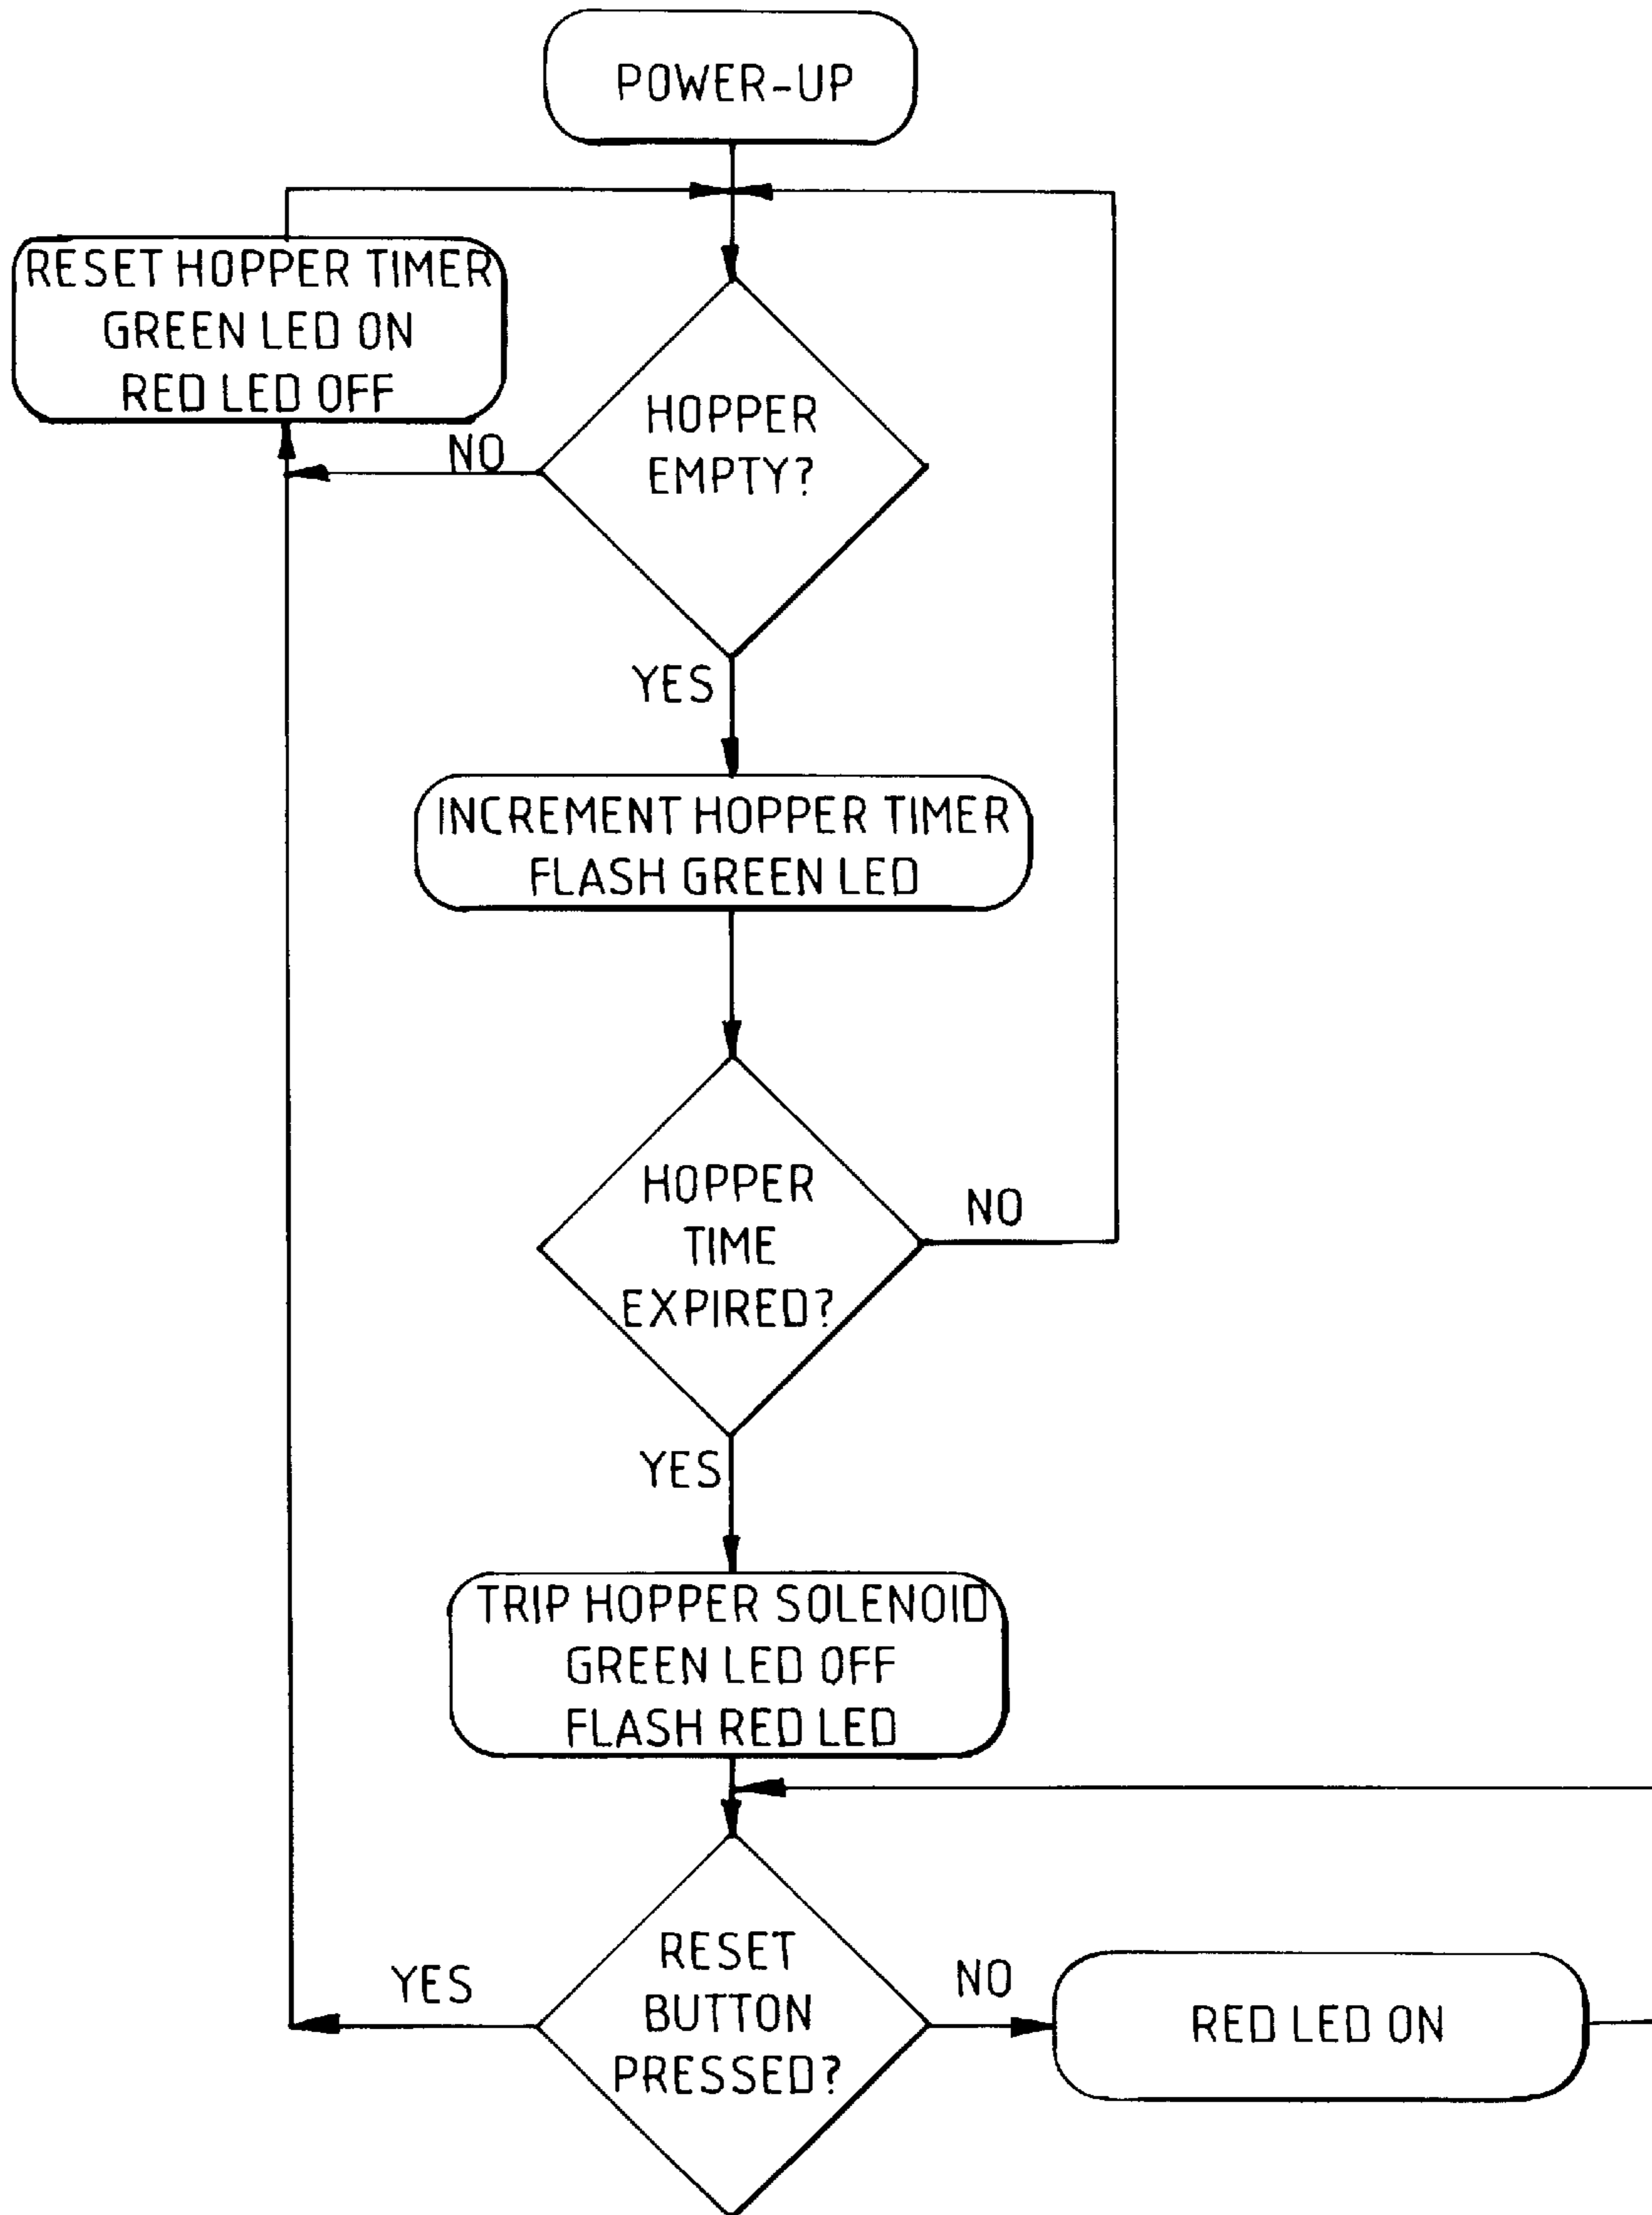 POWER-UP
RESET HOPPER TIMER
GREEN LED ON
RED LED OFF
HOPPER
EMPTY?
NO
YES
INCREMENT HOPPER TIMER
FLASH GREEN LED
HOPPER
TIME
EXPIRED?
NO
YES
TRIP HOPPER SOLENOID
GREEN LED OFF
FLASH RED LED
RESET
BUTTON
PRESSED?
YES
NO
RED LED ON